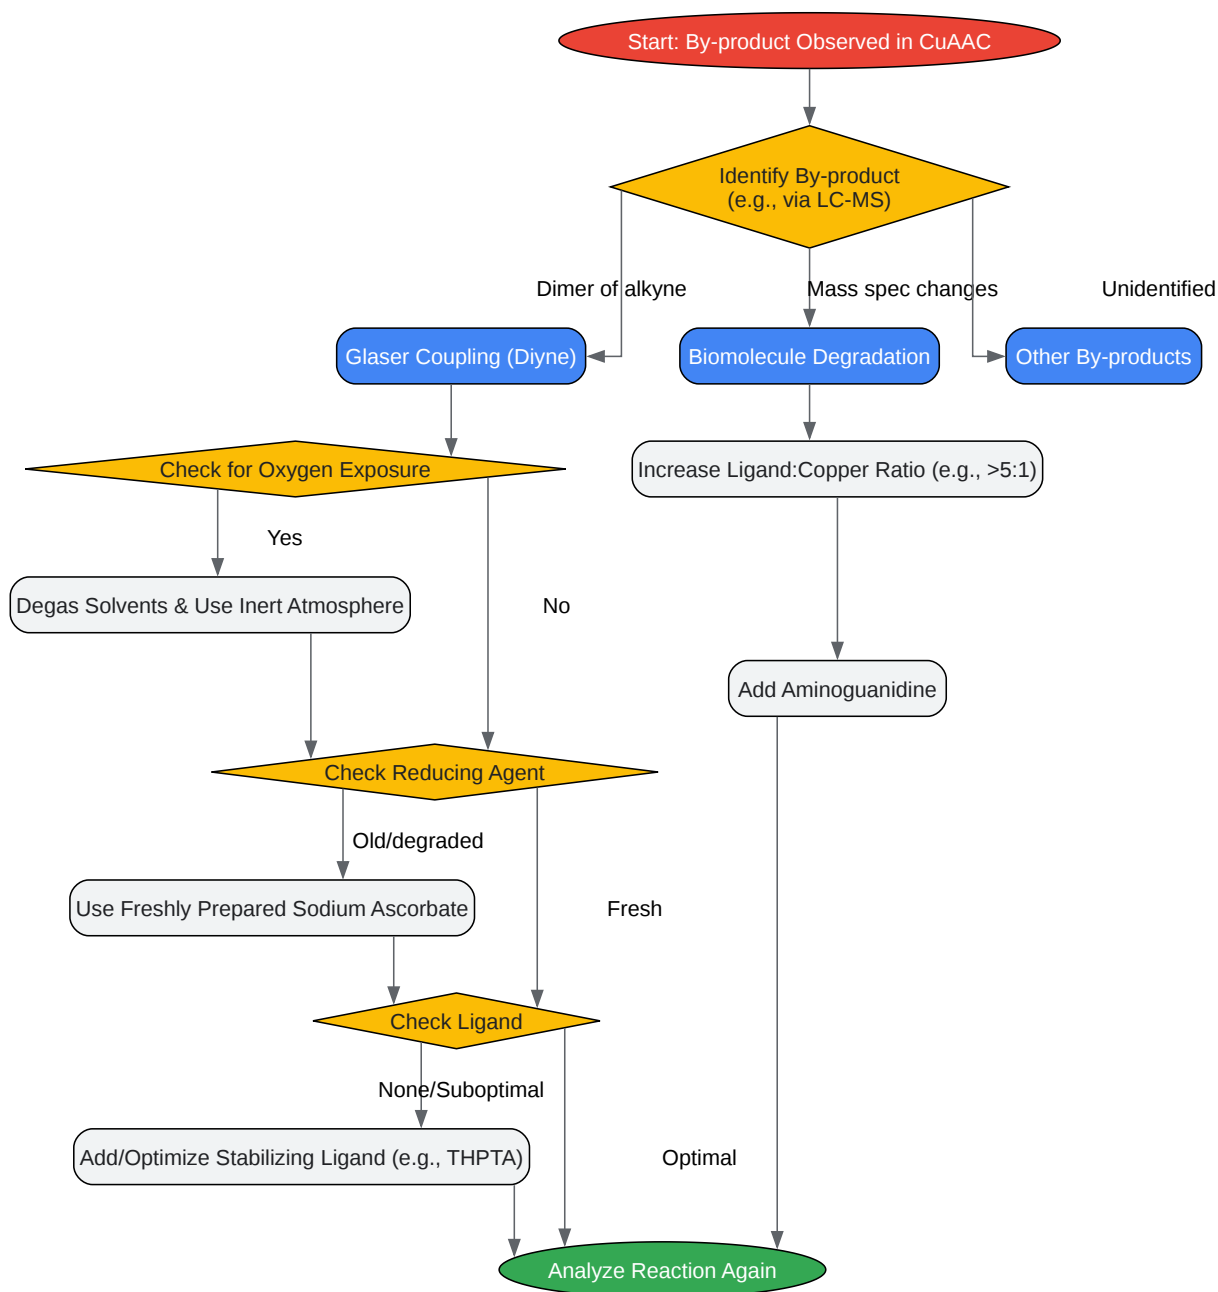 Start: By-product Observed in CuAAC
Identify By-product
(e.g., via LC-MS)
Dimer of alkyne
Mass spec changes
Unidentified
Glaser Coupling (Diyne)
Biomolecule Degradation
Other By-products
Check for Oxygen Exposure
Increase Ligand:Copper Ratio (e.g., >5:1)
Yes
Degas Solvents & Use Inert Atmosphere
No
Add Aminoguanidine
Check Reducing Agent
Old/degraded
Use Freshly Prepared Sodium Ascorbate
Fresh
Check Ligand
None/Suboptimal
Add/Optimize Stabilizing Ligand (e.g., THPTA)
Optimal
Analyze Reaction Again